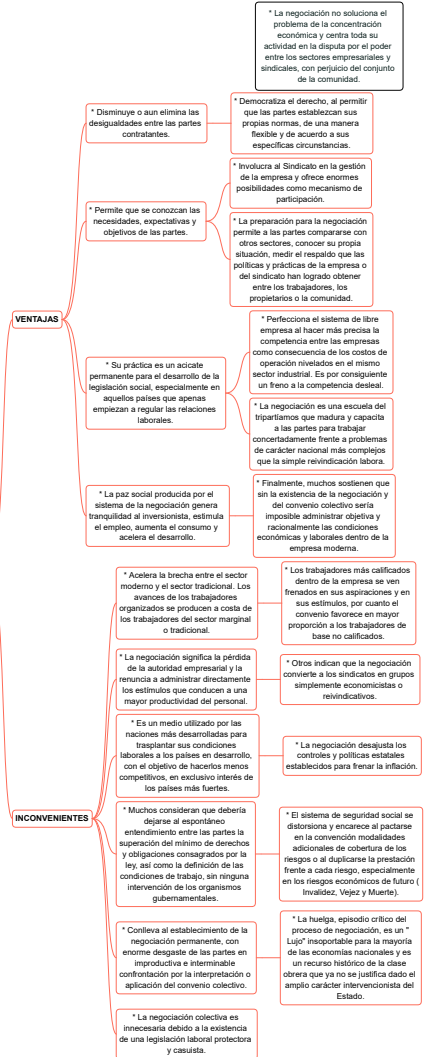 * La negociación no soluciona el
problema de la concentración
económica y centra toda su
actividad en la disputa por el poder
entre los sectores empresariales y
sindicales, con perjuicio del conjunto
de la comunidad.
* Disminuye o aun elimina las
desigualdades entre las partes
contratantes.
* Democratiza el derecho, al permitir
que las partes establezcan sus
propias normas, de una manera
flexible y de acuerdo a sus
específicas circunstancias.
* Permite que se conozcan las
necesidades, expectativas y
objetivos de las partes.
* Involucra al Sindicato en la gestión
de la empresa y ofrece enormes
posibilidades como mecanismo de
participación.
* La preparación para la negociación
permite a las partes compararse con
otros sectores, conocer su propia
situación, medir el respaldo que las
políticas y prácticas de la empresa o
del sindicato han logrado obtener
entre los trabajadores, los
propietarios o la comunidad.
VENTAJAS
* Su práctica es un acicate
permanente para el desarrollo de la
legislación social, especialmente en
aquellos países que apenas
empiezan a regular las relaciones
laborales.
* Perfecciona el sistema de libre
empresa al hacer más precisa la
competencia entre las empresas
como consecuencia de los costos de
operación nivelados en el mismo
sector industrial. Es por consiguiente
un freno a la competencia desleal.
* La negociación es una escuela del
tripartîamos que madura y capacita
a las partes para trabajar
concertadamente frente a problemas
de carácter nacional más complejos
que la simple reivindicación labora.
* La paz social producida por el
sistema de la negociación genera
tranquilidad al inversionista, estimula
el empleo, aumenta el consumo y
acelera el desarrollo.
* Finalmente, muchos sostienen que
sin la existencia de la negociación y
del convenio colectivo sería
imposible administrar objetiva y
racionalmente las condiciones
económicas y laborales dentro de la
empresa moderna.
* Acelera la brecha entre el sector
moderno y el sector tradicional. Los
avances de los trabajadores
organizados se producen a costa de
los trabajadores del sector marginal
o tradicional.
* Los trabajadores más calificados
dentro de la empresa se ven
frenados en sus aspiraciones y en
sus estímulos, por cuanto el
convenio favorece en mayor
proporción a los trabajadores de
base no calificados.
* La negociación significa la pérdida
de la autoridad empresarial y la
renuncia a administrar directamente
los estímulos que conducen a una
mayor productividad del personal.
* Otros indican que la negociación
convierte a los sindicatos en grupos
simplemente economicistas o
reivindicativos.
* Es un medio utilizado por las
naciones más desarrolladas para
trasplantar sus condiciones
laborales a los países en desarrollo,
con el objetivo de hacerlos menos
competitivos, en exclusivo interés de
los países más fuertes.
* La negociación desajusta los
controles y políticas estatales
establecidos para frenar la inflación.
INCONVENIENTES
* Muchos consideran que debería
dejarse al espontáneo
entendimiento entre las partes la
superación del mínimo de derechos
y obligaciones consagrados por la
ley, así como la definición de las
condiciones de trabajo, sin ninguna
intervención de los organismos
gubernamentales.
* El sistema de seguridad social se
distorsiona y encarece al pactarse
en la convención modalidades
adicionales de cobertura de los
riesgos o al duplicarse la prestación
frente a cada riesgo, especialmente
en los riesgos económicos de futuro (
Invalidez, Vejez y Muerte).
* Conlleva al establecimiento de la
negociación permanente, con
enorme desgaste de las partes en
improductiva e interminable
confrontación por la interpretación o
aplicación del convenio colectivo.
* La huelga, episodio crítico del
proceso de negociación, es un "
Lujo" insoportable para la mayoría
de las economías nacionales y es
un recurso histórico de la clase
obrera que ya no se justifica dado el
amplio carácter intervencionista del
Estado.
* La negociación colectiva es
innecesaria debido a la existencia
de una legislación laboral protectora
y casuista.